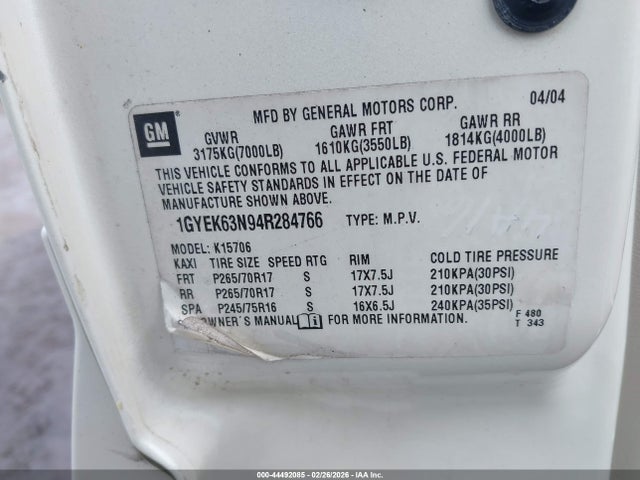 MFD BY GENERAL MOTORS CORP. 04/04
GM
GVWR GAWR FRT GAWR RR
3175KG(7000LB) 1610KG(3550LB) 1814KG(4000LB)
THIS VEHICLE CONFORMS TO ALL APPLICABLE U.S. FEDERAL MOTOR
VEHICLE SAFETY STANDARDS IN EFFECT ON THE DATE OF
MANUFACTURE SHOWN ABOVE.
1GYEK63N94R284766 TYPE: M.P.V.
MODEL: K15706
KAXI TIRE SIZE SPEED RTG RIM COLD TIRE PRESSURE
FRT P265/70R17 S 17X7.5J 210KPA(30PSI)
RR P265/70R17 S 17X7.5J 210KPA(30PSI)
SPA P245/75R16 S 16X6.5J 240KPA(35PSI)
OWNER'S MANUAL FOR MORE INFORMATION.
F 480
T 343
000-44492085 | 02/26/2026 | IAA Inc.